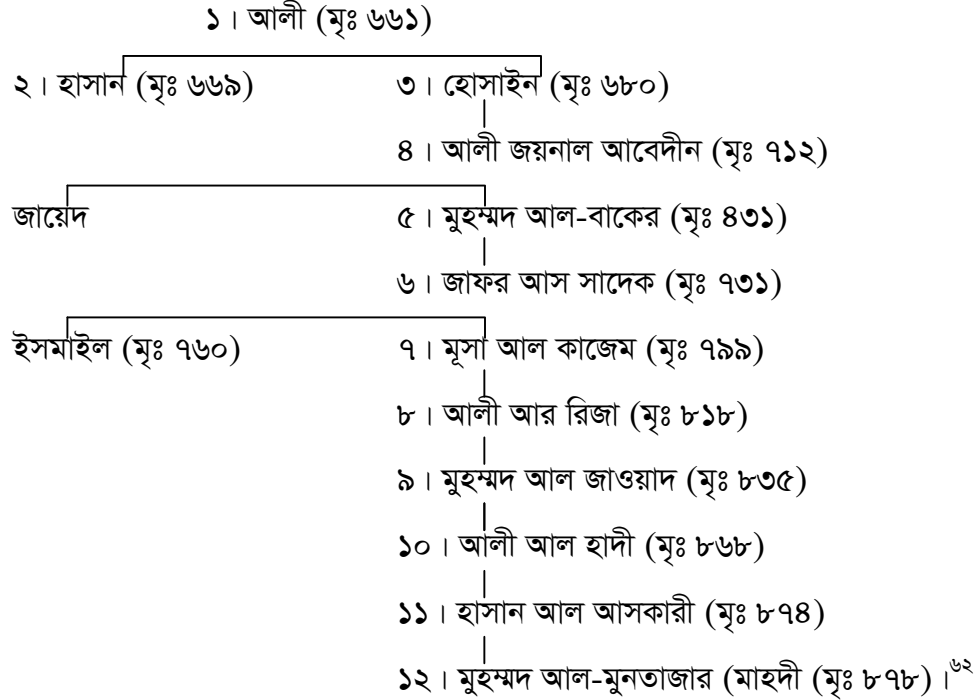 ১। আলী (মৃঃ ৬৬১)
২। হাসান (মৃঃ ৬৬৯) ৩। হোসাইন (মৃঃ ৬৮০)
৪। আলী জয়নাল আবেদীন (মৃঃ ৭১২)
জায়েদ ৫। মুহম্মদ আল-বাকের (মৃঃ ৪৩১)
৬। জাফর আস সাদেক (মৃঃ ৭৩১)
ইসমাইল (মৃঃ ৭৬০) ৭। মূসা আল কাজেম (মৃঃ ৭৯৯)
৮। আলী আর রিজা (মৃঃ ৮১৮)
৯। মুহম্মদ আল জাওয়াদ (মৃঃ ৮৩৫)
১০। আলী আল হাদী (মৃঃ ৮৬৮)
১১। হাসান আল আসকারী (মৃঃ ৮৭৪)
১২। মুহম্মদ আল-মুনতাজার (মাহদী (মৃঃ ৮৭৮)।৬২